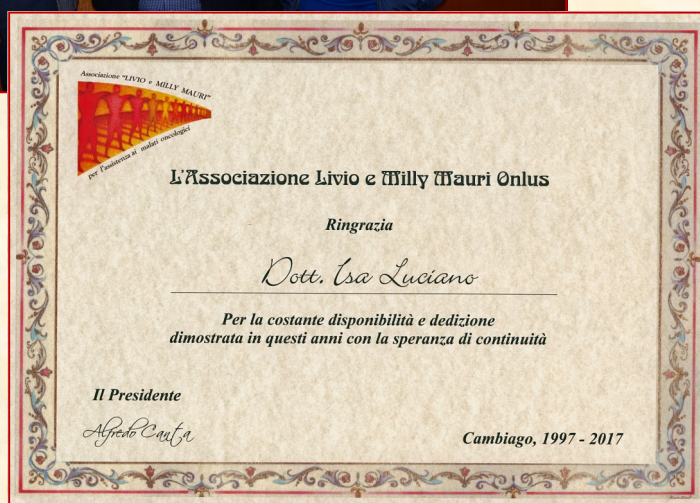 Associazione "LIVIO e MILLY MAURI"
per l'assistenza ai malati oncologici
L'Associazione Livio e Milly Mauri Onlus
Ringrazia
Dott. Isa Luciano
Per la costante disponibilità e dedizione
dimostrata in questi anni con la speranza di continuità
Il Presidente
Alfredo Canta
Cambiago, 1997 - 2017